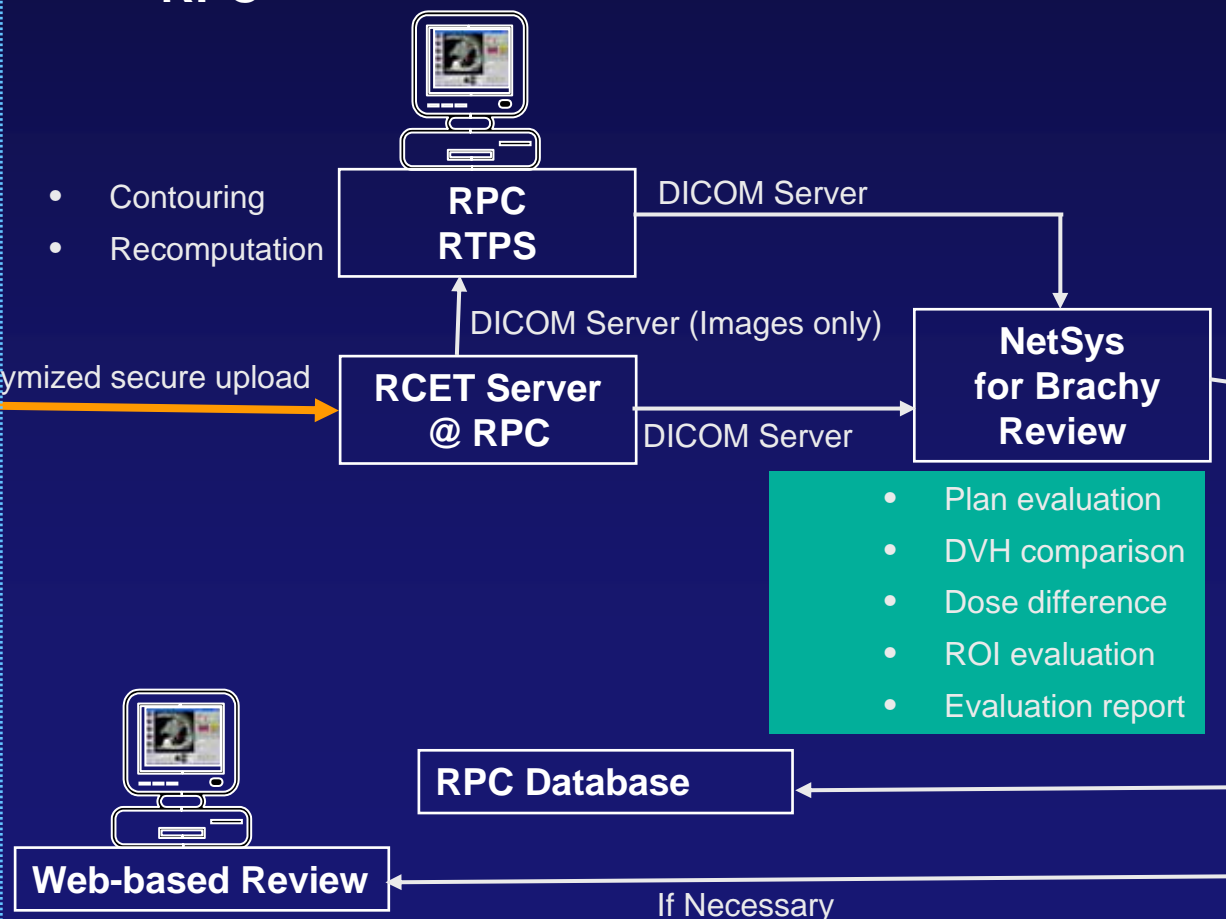 • Contouring
• Recomputation
RPC
RTPS
DICOM Server
DICOM Server (Images only)
ymized secure upload
RCET Server
@ RPC
DICOM Server
NetSys
for Brachy
Review
• Plan evaluation
• DVH comparison
• Dose difference
• ROI evaluation
• Evaluation report
RPC Database
Web-based Review
If Necessary